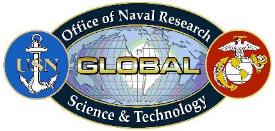 Office of Naval Research
USN
GLOBAL
Science & Technology